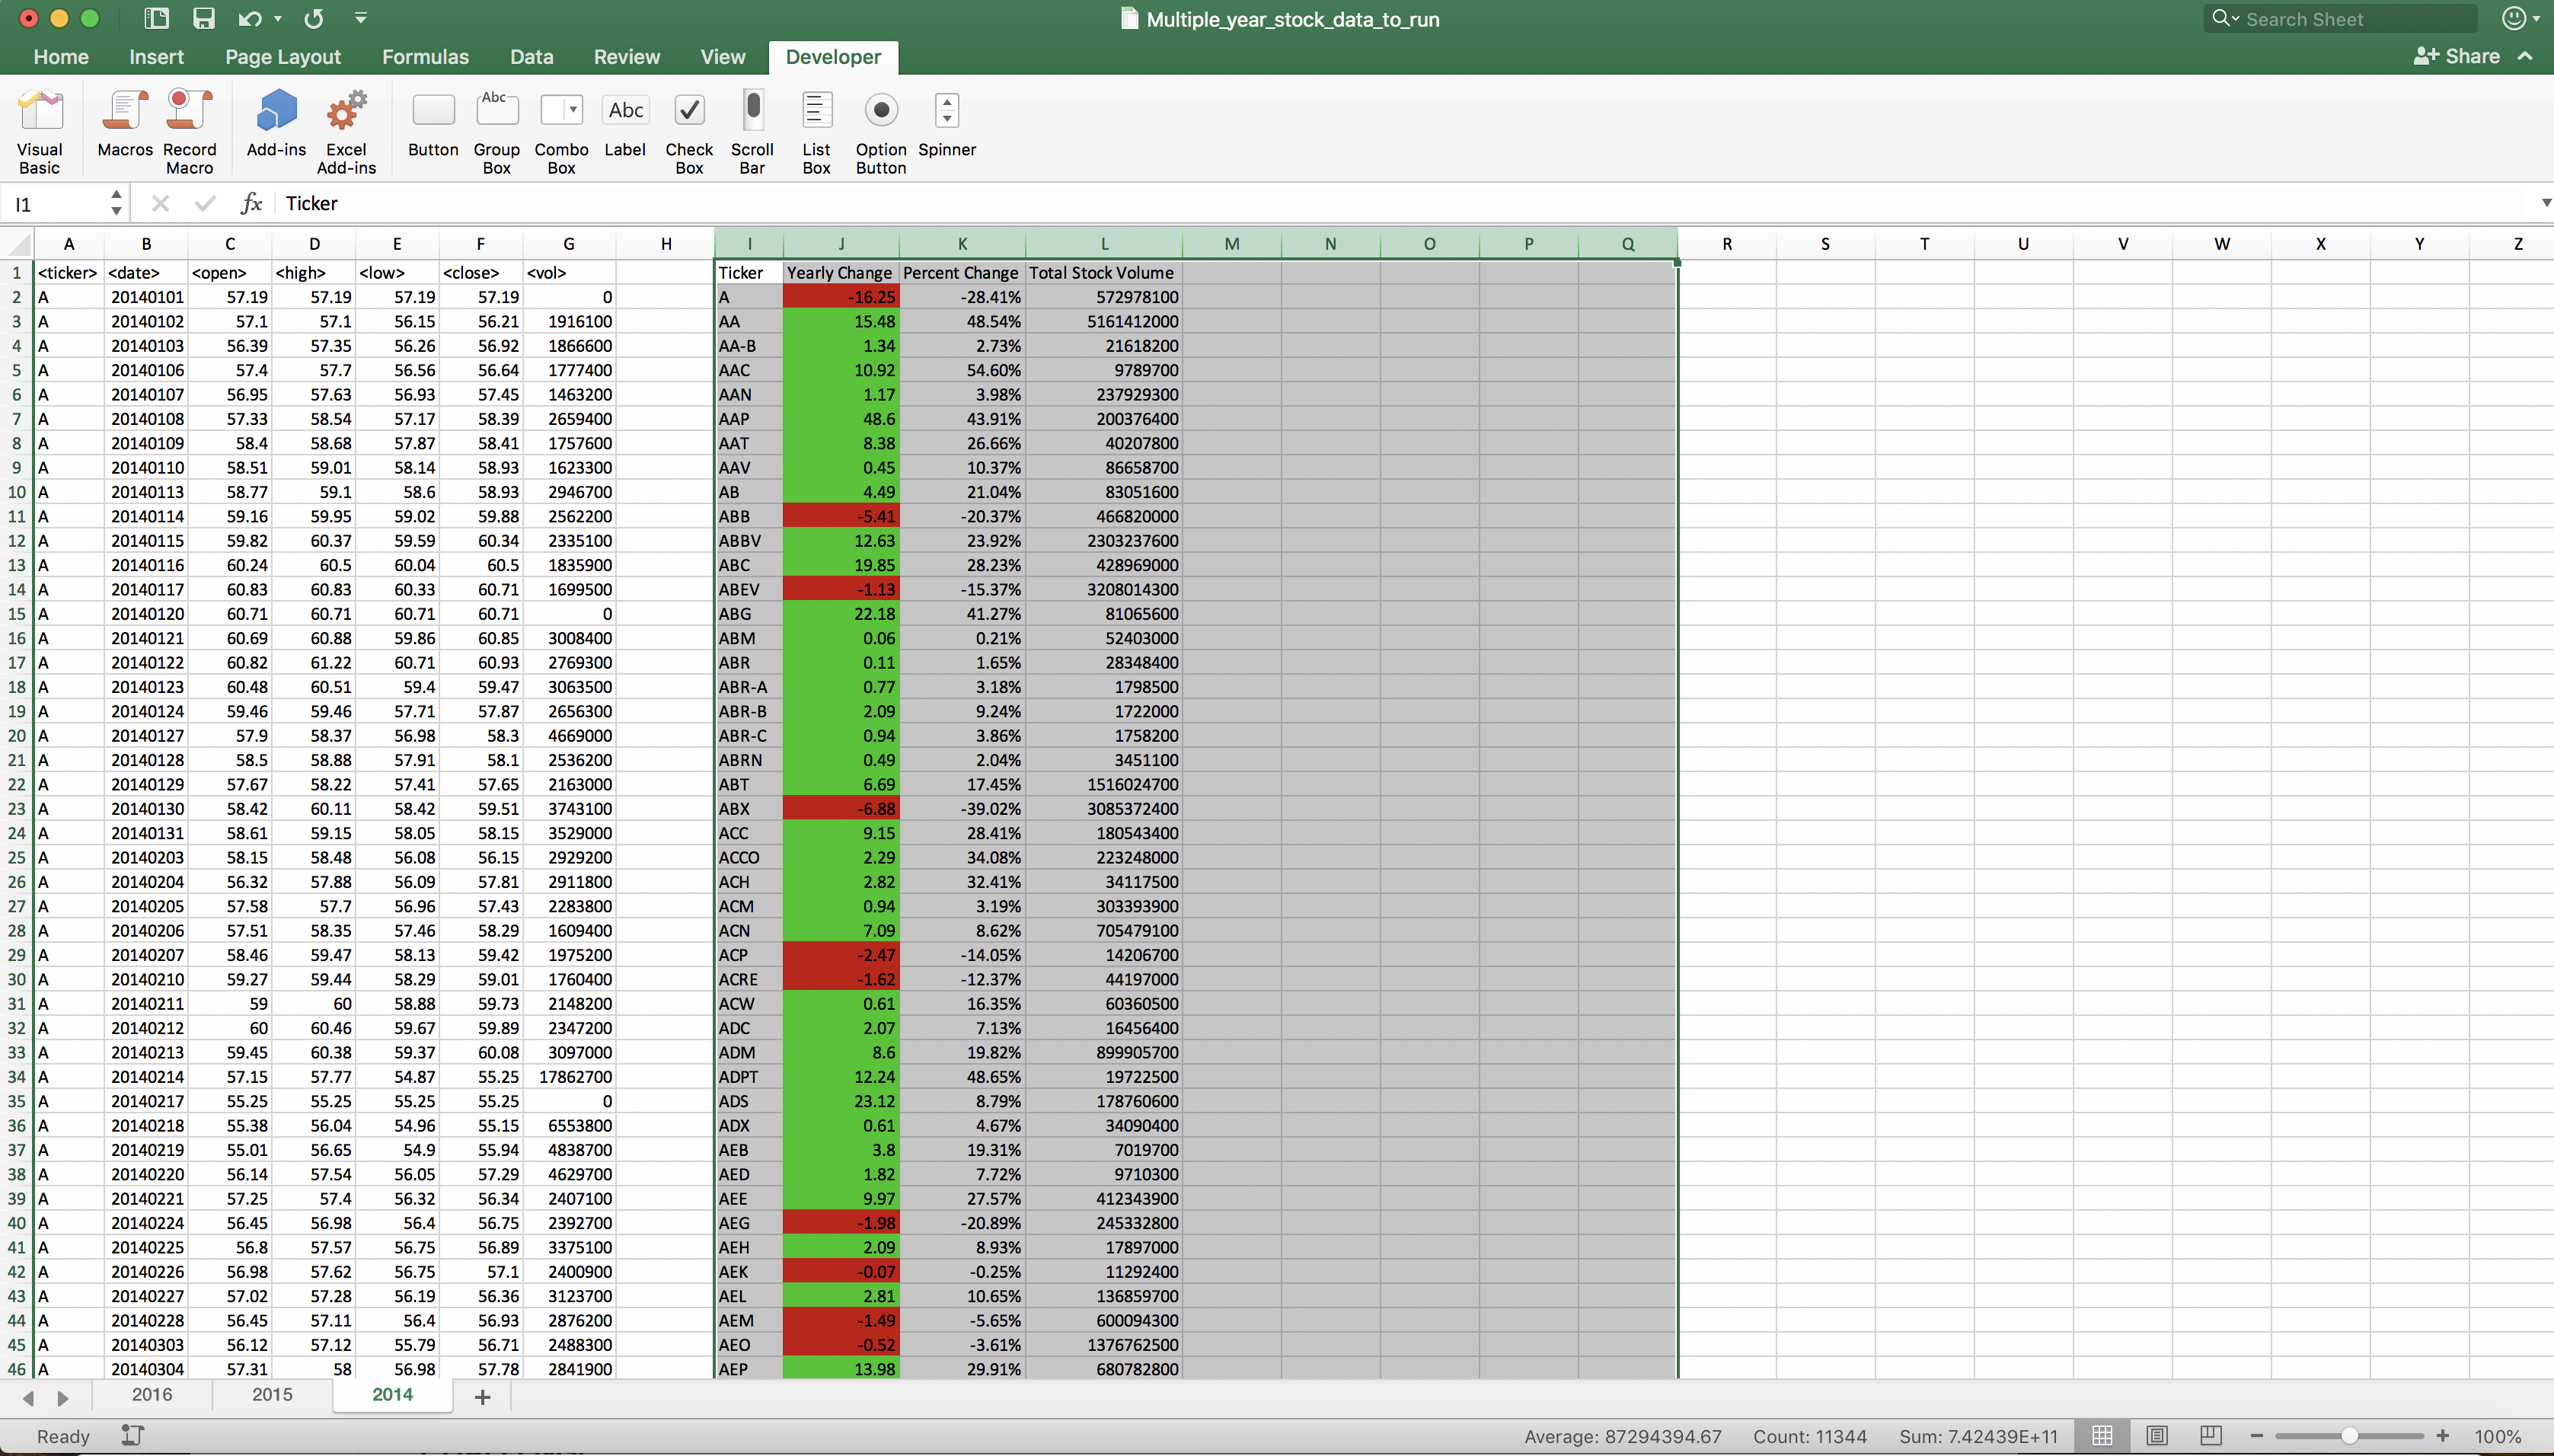 Multiple_year_stock_data_to_run
Search Sheet
Home Insert Page Layout Formulas Data Review View Developer
Share
Visual Basic Macros Record Macro Add-ins Excel Add-ins Button Group Box Combo Box Label Check Box Scroll Bar List Box Option Button Spinner
Abc Abc
I1 fx Ticker
A B C D E F G H I J K L M N O P Q R S T U V W X Y Z
1 <ticker> <date> <open> <high> <low> <close> <vol> Ticker Yearly Change Percent Change Total Stock Volume
2 A 20140101 57.19 57.19 57.19 57.19 0 A -16.25 -28.41% 572978100
3 A 20140102 57.1 57.1 56.15 56.21 1916100 AA 15.48 48.54% 5161412000
4 A 20140103 56.39 57.35 56.26 56.92 1866600 AA-B 1.34 2.73% 21618200
5 A 20140106 57.4 57.7 56.56 56.64 1777400 AAC 10.92 54.60% 9789700
6 A 20140107 56.95 57.63 56.93 57.45 1463200 AAN 1.17 3.98% 237929300
7 A 20140108 57.33 58.54 57.17 58.39 2659400 AAP 48.6 43.91% 200376400
8 A 20140109 58.4 58.68 57.87 58.41 1757600 AAT 8.38 26.66% 40207800
9 A 20140110 58.51 59.01 58.14 58.93 1623300 AAV 0.45 10.37% 86658700
10 A 20140113 58.77 59.1 58.6 58.93 2946700 AB 4.49 21.04% 83051600
11 A 20140114 59.16 59.95 59.02 59.88 2562200 ABB -5.41 -20.37% 466820000
12 A 20140115 59.82 60.37 59.59 60.34 2335100 ABBV 12.63 23.92% 2303237600
13 A 20140116 60.24 60.5 60.04 60.5 1835900 ABC 19.85 28.23% 428969000
14 A 20140117 60.83 60.83 60.33 60.71 1699500 ABEV -1.13 -15.37% 3208014300
15 A 20140120 60.71 60.71 60.71 60.71 0 ABG 22.18 41.27% 81065600
16 A 20140121 60.69 60.88 59.86 60.85 3008400 ABM 0.06 0.21% 52403000
17 A 20140122 60.82 61.22 60.71 60.93 2769300 ABR 0.11 1.65% 28348400
18 A 20140123 60.48 60.51 59.4 59.47 3063500 ABR-A 0.77 3.18% 1798500
19 A 20140124 59.46 59.46 57.71 57.87 2656300 ABR-B 2.09 9.24% 1722000
20 A 20140127 57.9 58.37 56.98 58.3 4669000 ABR-C 0.94 3.86% 1758200
21 A 20140128 58.5 58.88 57.91 58.1 2536200 ABRN 0.49 2.04% 3451100
22 A 20140129 57.67 58.22 57.41 57.65 2163000 ABT 6.69 17.45% 1516024700
23 A 20140130 58.42 60.11 58.42 59.51 3743100 ABX -6.88 -39.02% 3085372400
24 A 20140131 58.61 59.15 58.05 58.15 3529000 ACC 9.15 28.41% 180543400
25 A 20140203 58.15 58.48 56.08 56.15 2929200 ACCO 2.29 34.08% 223248000
26 A 20140204 56.32 57.88 56.09 57.81 2911800 ACH 2.82 32.41% 34117500
27 A 20140205 57.58 57.7 56.96 57.43 2283800 ACM 0.94 3.19% 303393900
28 A 20140206 57.51 58.35 57.46 58.29 1609400 ACN 7.09 8.62% 705479100
29 A 20140207 58.46 59.47 58.13 59.42 1975200 ACP -2.47 -14.05% 14206700
30 A 20140210 59.27 59.44 58.29 59.01 1760400 ACRE -1.62 -12.37% 44197000
31 A 20140211 59 60 58.88 59.73 2148200 ACW 0.61 16.35% 60360500
32 A 20140212 60 60.46 59.67 59.89 2347200 ADC 2.07 7.13% 16456400
33 A 20140213 59.45 60.38 59.37 60.08 3097000 ADM 8.6 19.82% 899905700
34 A 20140214 57.15 57.77 54.87 55.25 17862700 ADPT 12.24 48.65% 19722500
35 A 20140217 55.25 55.25 55.25 55.25 0 ADS 23.12 8.79% 178760600
36 A 20140218 55.38 56.04 54.96 55.15 6553800 ADX 0.61 4.67% 34090400
37 A 20140219 55.01 56.65 54.9 55.94 4838700 AEB 3.8 19.31% 7019700
38 A 20140220 56.14 57.54 56.05 57.29 4629700 AED 1.82 7.72% 9710300
39 A 20140221 57.25 57.4 56.32 56.34 2407100 AEE 9.97 27.57% 412343900
40 A 20140224 56.45 56.98 56.4 56.75 2392700 AEG -1.98 -20.89% 245332800
41 A 20140225 56.8 57.57 56.75 56.89 3375100 AEH 2.09 8.93% 17897000
42 A 20140226 56.98 57.62 56.75 57.1 2400900 AEK -0.07 -0.25% 11292400
43 A 20140227 57.02 57.28 56.19 56.36 3123700 AEL 2.81 10.65% 136859700
44 A 20140228 56.45 57.11 56.4 56.93 2876200 AEM -1.49 -5.65% 600094300
45 A 20140303 56.12 57.12 55.79 56.71 2488300 AEO -0.52 -3.61% 1376762500
46 A 20140304 57.31 58 56.98 57.78 2841900 AEP 13.98 29.91% 680782800
2016 2015 2014 +
Ready Average: 87294394.67 Count: 11344 Sum: 7.42439E+11 100%